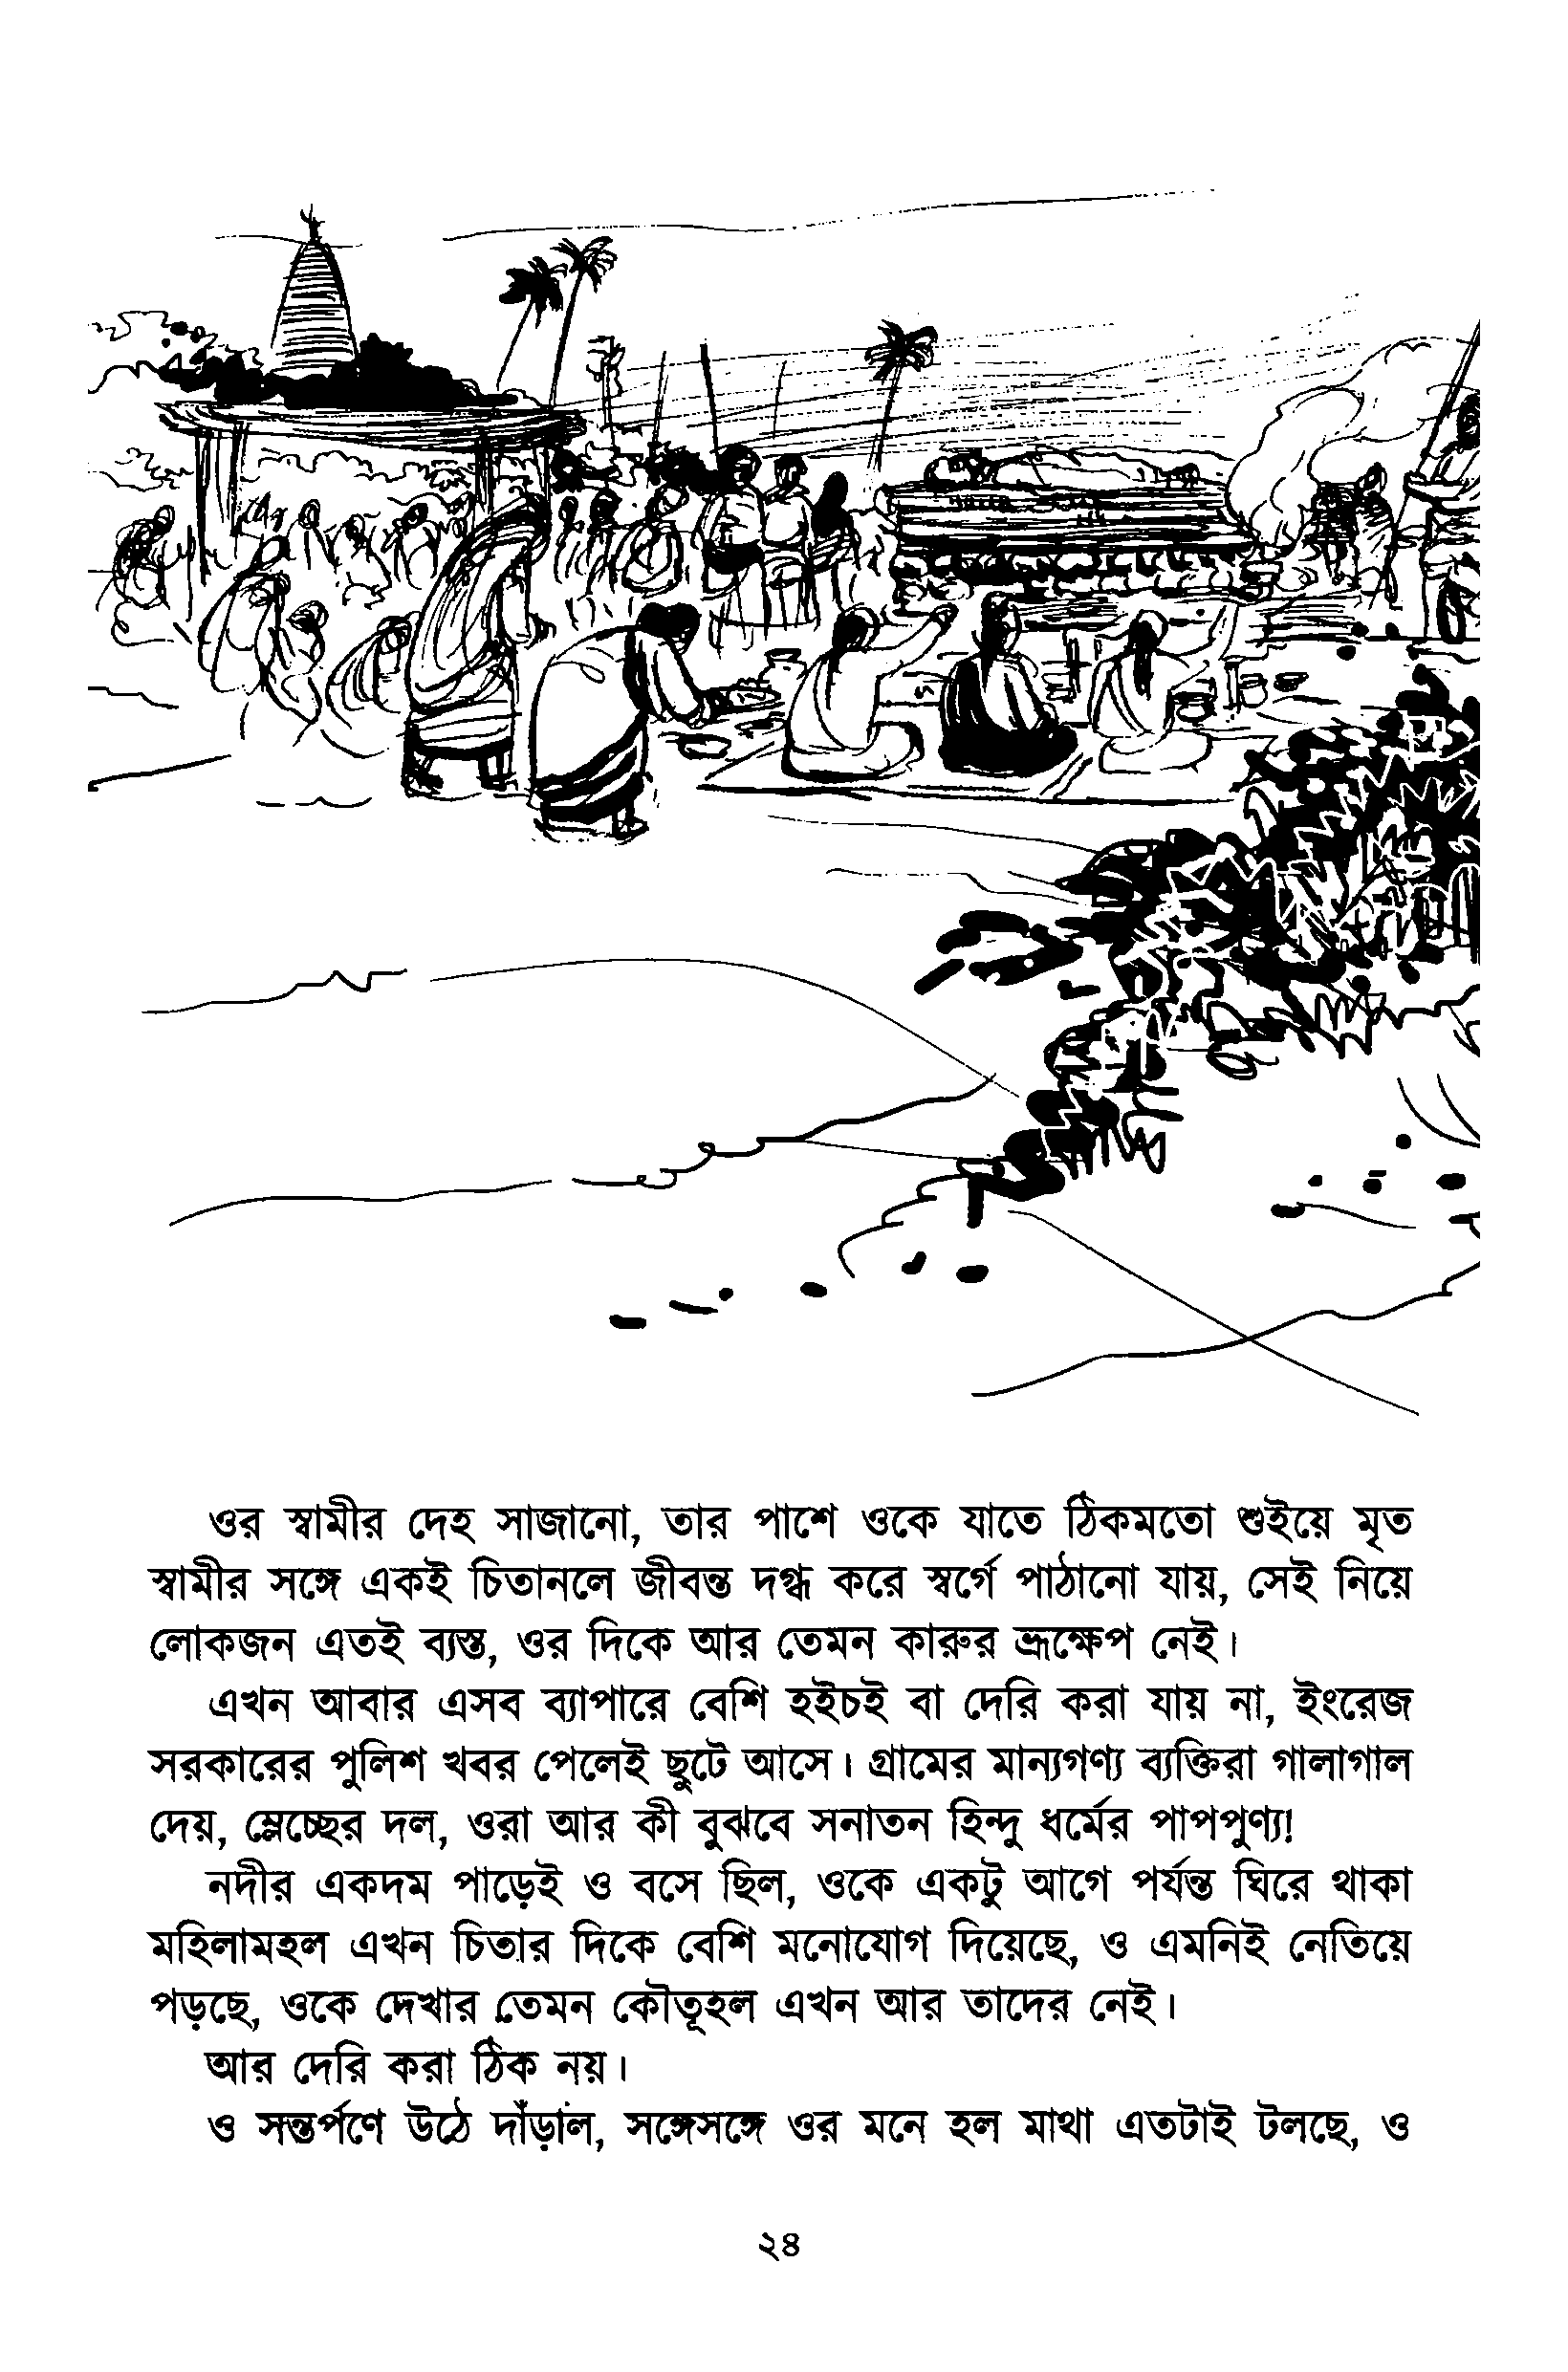 ওর স্বামীর দেহ সাজানো, তার পাশে ওকে যাতে ঠিকমতো শুইয়ে মৃত
স্বামীর সঙ্গে একই চিতানলে জীবন্ত দগ্ধ করে স্বর্গে পাঠানো যায়, সেই নিয়ে
লোকজন এতই ব্যস্ত, ওর দিকে আর তেমন কারুর ভ্রূক্ষেপ নেই।
এখন আবার এসব ব্যাপারে বেশি হইচই বা দেরি করা যায় না, ইংরেজ
সরকারের পুলিশ খবর পেলেই ছুটে আসে। গ্রামের মান্যগণ্য ব্যক্তিরা গালাগাল
দেয়, ম্লেচ্ছের দল, ওরা আর কী বুঝবে সনাতন হিন্দু ধর্মের পাপপুণ্য!
নদীর একদম পাড়েই ও বসে ছিল, ওকে একটু আগে পর্যন্ত ঘিরে থাকা
মহিলামহল এখন চিতার দিকে বেশি মনোযোগ দিয়েছে, ও এমনিই নেতিয়ে
পড়ছে, ওকে দেখার তেমন কৌতূহল এখন আর তাদের নেই।
আর দেরি করা ঠিক নয়।
ও সন্তর্পণে উঠে দাঁড়াল, সঙ্গেসঙ্গে ওর মনে হল মাথা এতটাই টলছে, ও
২৪